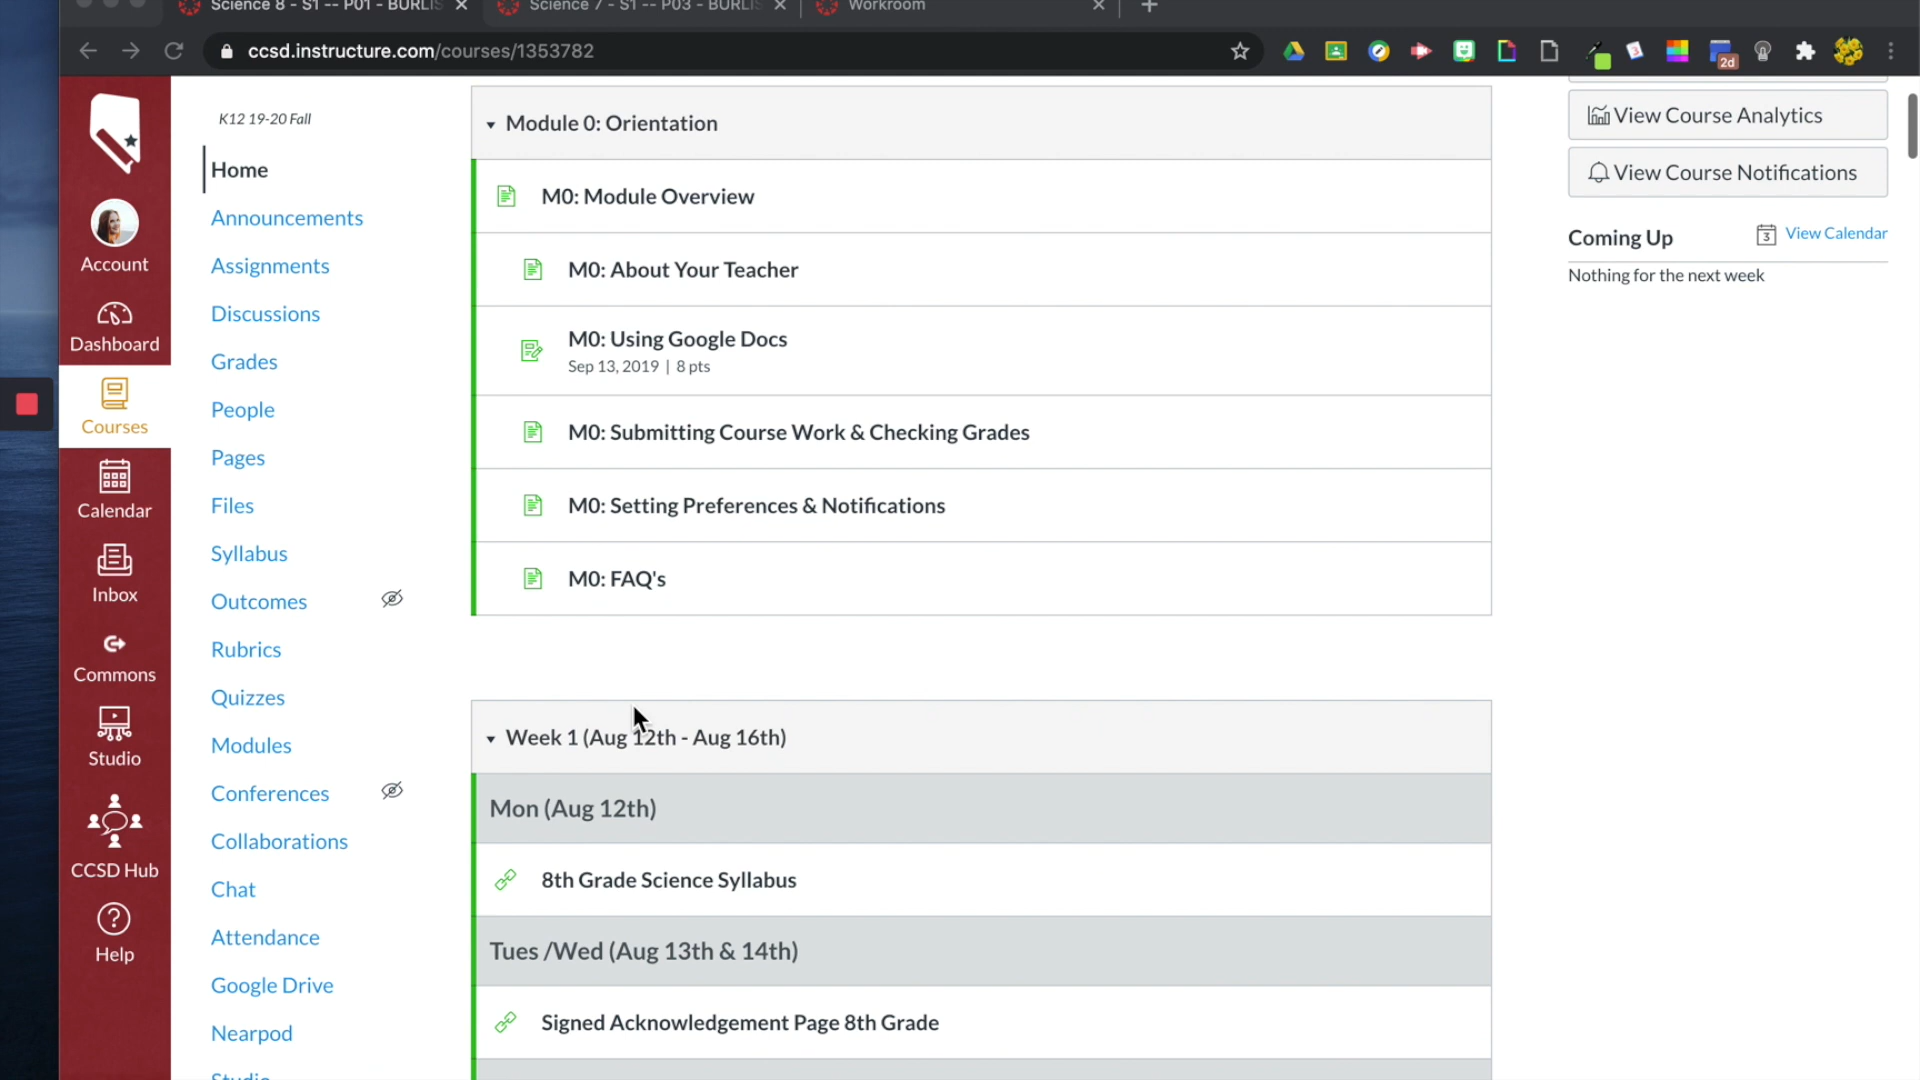 Science 8 - S1 -- P01 - BURLIS
Science 7 - S1 -- P03 - BURLIS
Workroom
ccsd.instructure.com/courses/1353782
2d
Account
Dashboard
Courses
Calendar
Inbox
Commons
Studio
CCSD Hub
Help
K12 19-20 Fall
Home
Announcements
Assignments
Discussions
Grades
People
Pages
Files
Syllabus
Outcomes
Rubrics
Quizzes
Modules
Conferences
Collaborations
Chat
Attendance
Google Drive
Nearpod
Studio
Module 0: Orientation
M0: Module Overview
M0: About Your Teacher
M0: Using Google Docs
Sep 13, 2019 | 8 pts
M0: Submitting Course Work & Checking Grades
M0: Setting Preferences & Notifications
M0: FAQ's
Week 1 (Aug 12th - Aug 16th)
Mon (Aug 12th)
8th Grade Science Syllabus
Tues /Wed (Aug 13th & 14th)
Signed Acknowledgement Page 8th Grade
View Course Analytics
View Course Notifications
Coming Up
3
View Calendar
Nothing for the next week